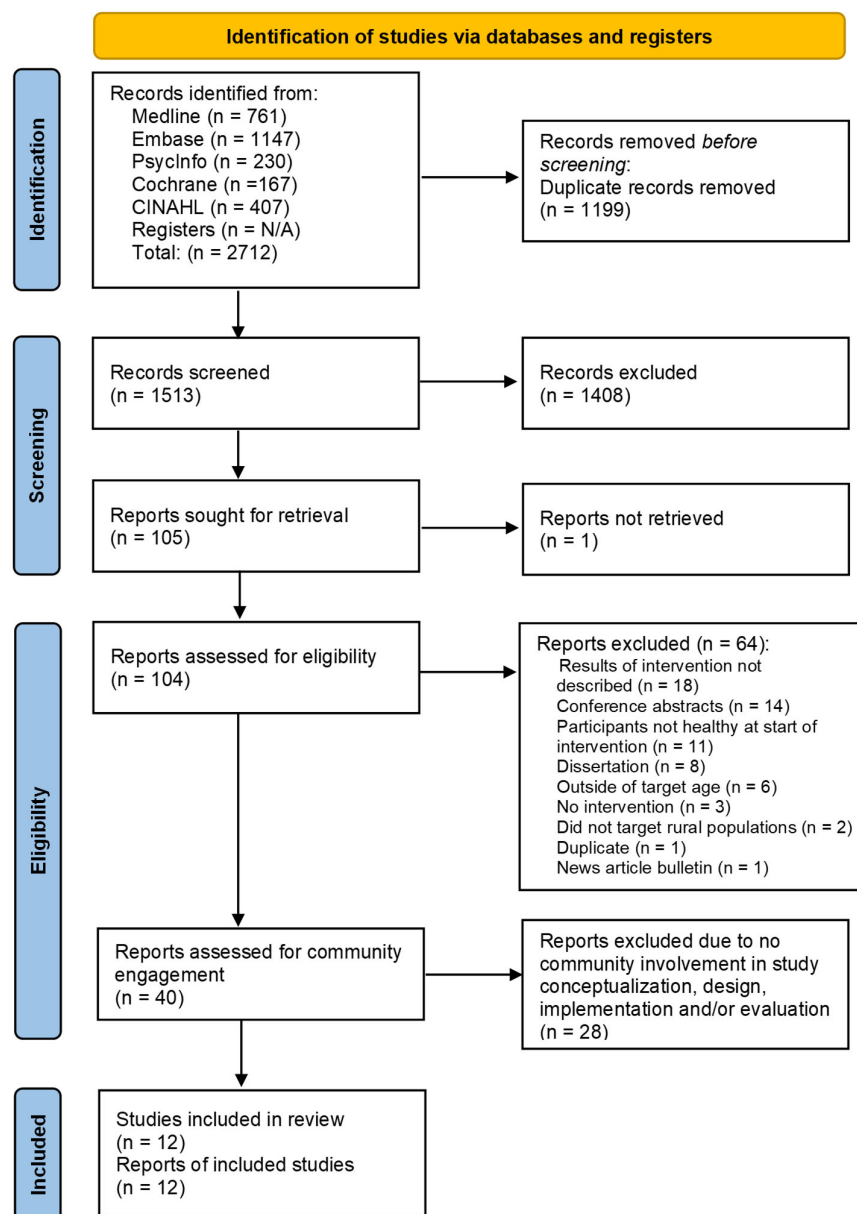 Identification of studies via databases and registers
Identification
Records identified from:
Medline (n = 761)
Embase (n = 1147)
PsycInfo (n = 230)
Cochrane (n =167)
CINAHL (n = 407)
Registers (n = N/A)
Total: (n = 2712)
Records removed before
screening:
Duplicate records removed
(n = 1199)
Screening
Records screened
(n = 1513)
Records excluded
(n = 1408)
Reports sought for retrieval
(n = 105)
Reports not retrieved
(n = 1)
Eligibility
Reports assessed for eligibility
(n = 104)
Reports excluded (n = 64):
Results of intervention not
described (n = 18)
Conference abstracts (n = 14)
Participants not healthy at start of
intervention (n = 11)
Dissertation (n = 8)
Outside of target age (n = 6)
No intervention (n = 3)
Did not target rural populations (n = 2)
Duplicate (n = 1)
News article bulletin (n = 1)
Reports assessed for community
engagement
(n = 40)
Reports excluded due to no
community involvement in study
conceptualization, design,
implementation and/or evaluation
(n = 28)
Included
Studies included in review
(n = 12)
Reports of included studies
(n = 12)